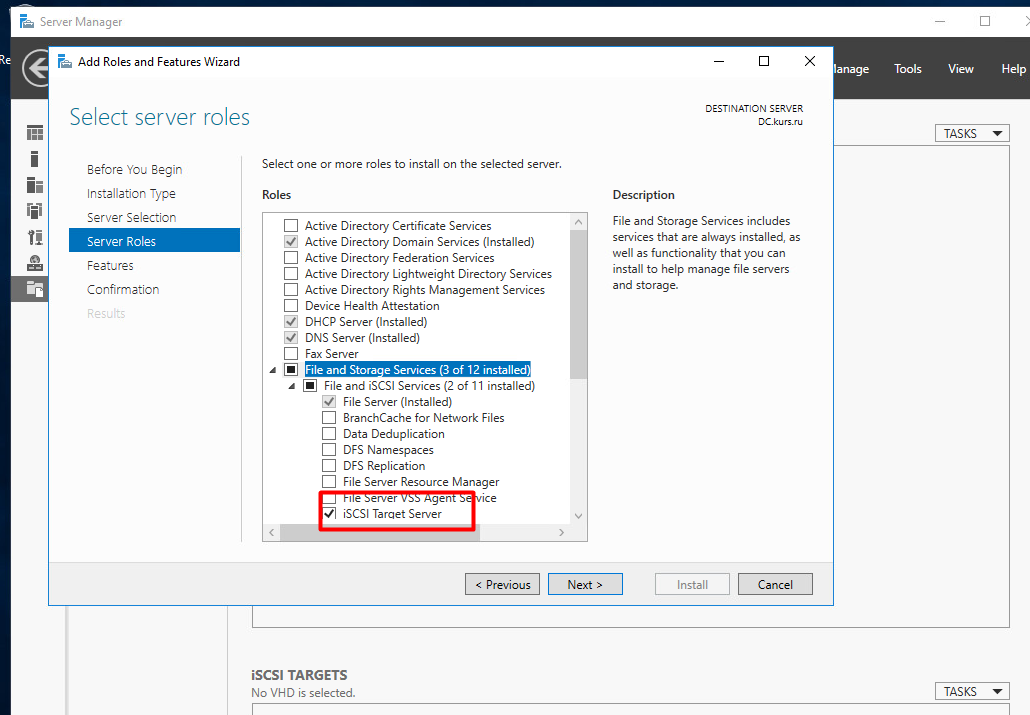 Server Manager
Re
Add Roles and Features Wizard
Manage
Tools
View
Help
Select server roles
DESTINATION SERVER
DC.kurs.ru
TASKS
Before You Begin
Installation Type
Server Selection
Server Roles
Features
Confirmation
Results
Select one or more roles to install on the selected server.
Roles
Active Directory Certificate Services
Active Directory Domain Services (Installed)
Active Directory Federation Services
Active Directory Lightweight Directory Services
Active Directory Rights Management Services
Device Health Attestation
DHCP Server (Installed)
DNS Server (Installed)
Fax Server
File and Storage Services (3 of 12 installed)
File and iSCSI Services (2 of 11 installed)
File Server (Installed)
BranchCache for Network Files
Data Deduplication
DFS Namespaces
DFS Replication
File Server Resource Manager
File Server VSS Agent Service
iSCSI Target Server
Description
File and Storage Services includes
services that are always installed, as
well as functionality that you can
install to help manage file servers
and storage.
< Previous
Next >
Install
Cancel
iSCSI TARGETS
No VHD is selected.
TASKS